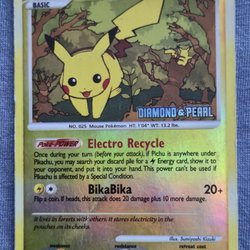 BASIC
DIAMOND & PEARL
NO. 025 Mouse Pokémon HT: 1'04" WT: 13.2 lbs.
Poké-POWER Electro Recycle
Once during your turn (before your attack), if Pichu is anywhere under
Pikachu, you may search your discard pile for a Energy card, show it to
your opponent, and put it into your hand. This power can't be used if
Pikachu is affected by a Special Condition.
BikaBika 20+
Flip a coin. If heads, this attack does 20 damage plus 10 more damage.
Illus. Sumiyoshi Kizuki
It lives in forests with others. It stores electricity in the
pouches on its cheeks.
weakness resistance retreat cost